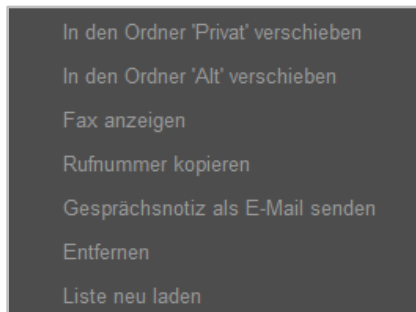 In den Ordner 'Privat' verschieben
In den Ordner 'Alt' verschieben
Fax anzeigen
Rufnummer kopieren
Gesprächsnotiz als E-Mail senden
Entfernen
Liste neu laden